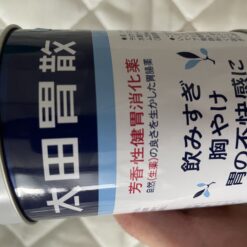 太田胃散
芳香性健胃消化薬
自然(生薬)の良さを生かした胃腸薬
飲みすぎ
胸やけ
胃の不快感に